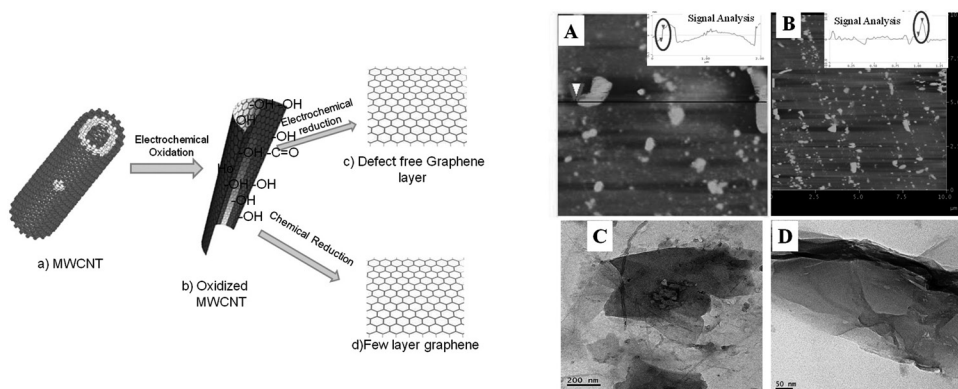 Electrochemical
Oxidation
a) MWCNT
-OH-OH
-OH
-OH
-OH-C=O
HO
-OH-OH
-OH
-OH
b) Oxidized
MWCNT
Electrochemical
reduction
Chemical Reduction
c) Defect free Graphene
layer
d)Few layer graphene
A
Signal Analysis
B
Signal Analysis
2.5
5.0
7.5
10.0
C
200 nm
D
50 nm